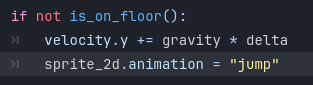 if not is_on_floor():
velocity.y += gravity * delta
sprite_2d.animation = "jump"